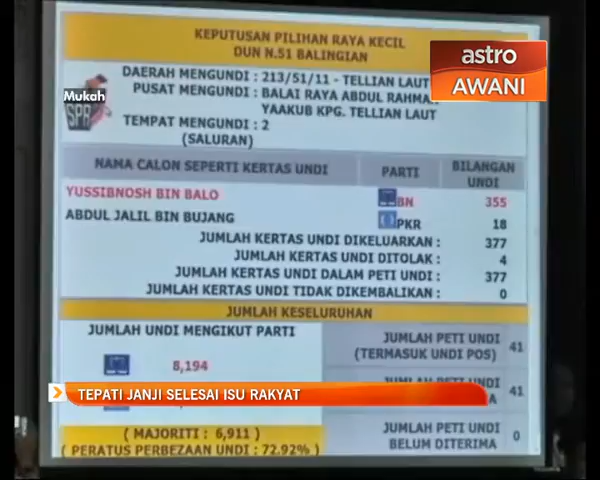 KEPUTUSAN PILIHAN RAYA KECIL
DUN N.51 BALINGIAN
astro
AWANI
Mukah
SPR
DAERAH MENGUNDI : 213/51/11 - TELLIAN LAUT
PUSAT MENGUNDI : BALAI RAYA ABDUL RAHMAN
YAAKUB KPG. TELLIAN LAUT
TEMPAT MENGUNDI : 2
(SALURAN)
NAMA CALON SEPERTI KERTAS UNDI PARTI BILANGAN UNDI
YUSSIBNOSH BIN BALO BN 355
ABDUL JALIL BIN BUJANG PKR 18
JUMLAH KERTAS UNDI DIKELUARKAN : 377
JUMLAH KERTAS UNDI DITOLAK : 4
JUMLAH KERTAS UNDI DALAM PETI UNDI : 377
JUMLAH KERTAS UNDI TIDAK DIKEMBALIKAN : 0
JUMLAH KESELURUHAN
JUMLAH UNDI MENGIKUT PARTI
8,194
JUMLAH PETI UNDI
(TERMASUK UNDI POS) 41
TEPATI JANJI SELESAI ISU RAKYAT
JUMLAH PETI UNDI
41
( MAJORITI : 6,911 )
( PERATUS PERBEZAAN UNDI : 72.92% )
JUMLAH PETI UNDI
BELUM DITERIMA 0